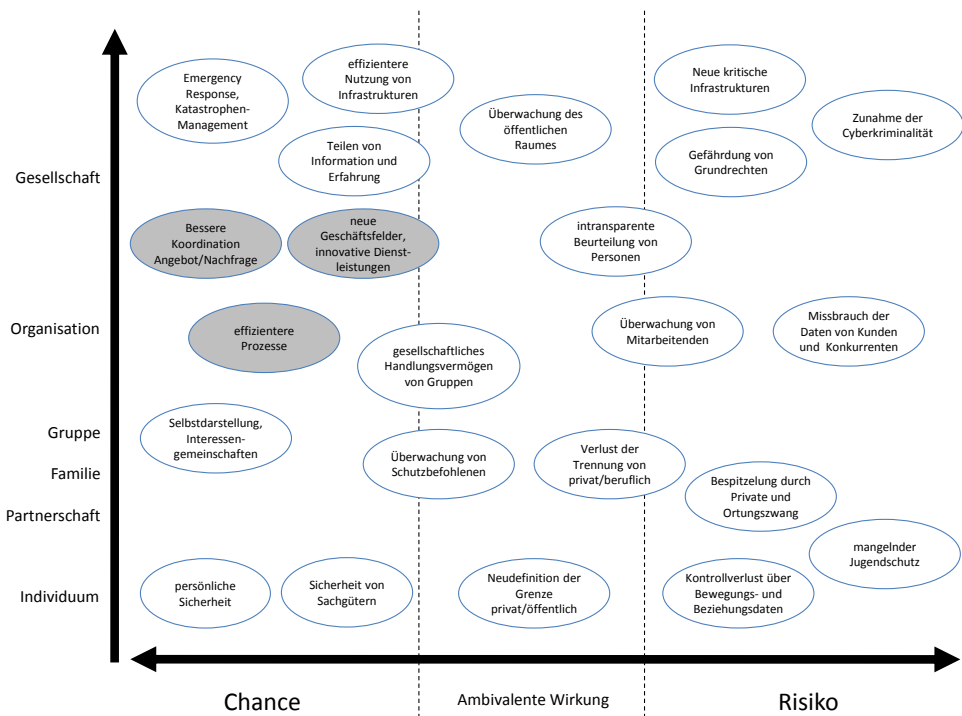 Emergency
Response,
Katastrophen-
Management
effizientere
Nutzung von
Infrastrukturen
Neue kritische
Infrastrukturen
Überwachung des
öffentlichen
Raumes
Zunahme der
Cyberkriminalität
Teilen von
Information und
Erfahrung
Gefährdung von
Grundrechten
Gesellschaft
Bessere
Koordination
Angebot/Nachfrage
neue
Geschäftsfelder,
innovative Dienst-
leistungen
intransparente
Beurteilung von
Personen
Organisation
effizientere
Prozesse
gesellschaftliches
Handlungsvermögen
von Gruppen
Überwachung von
Mitarbeitenden
Missbrauch der
Daten von Kunden
und Konkurrenten
Gruppe
Selbstdarstellung,
Interessen-
gemeinschaften
Familie
Überwachung von
Schutzbefohlenen
Verlust der
Trennung von
privat/beruflich
Bespitzelung durch
Private und
Ortungszwang
Partnerschaft
mangelnder
Jugendschutz
Individuum
persönliche
Sicherheit
Sicherheit von
Sachgütern
Neudefinition der
Grenze
privat/öffentlich
Kontrollverlust über
Bewegungs- und
Beziehungsdaten
Chance
Ambivalente Wirkung
Risiko